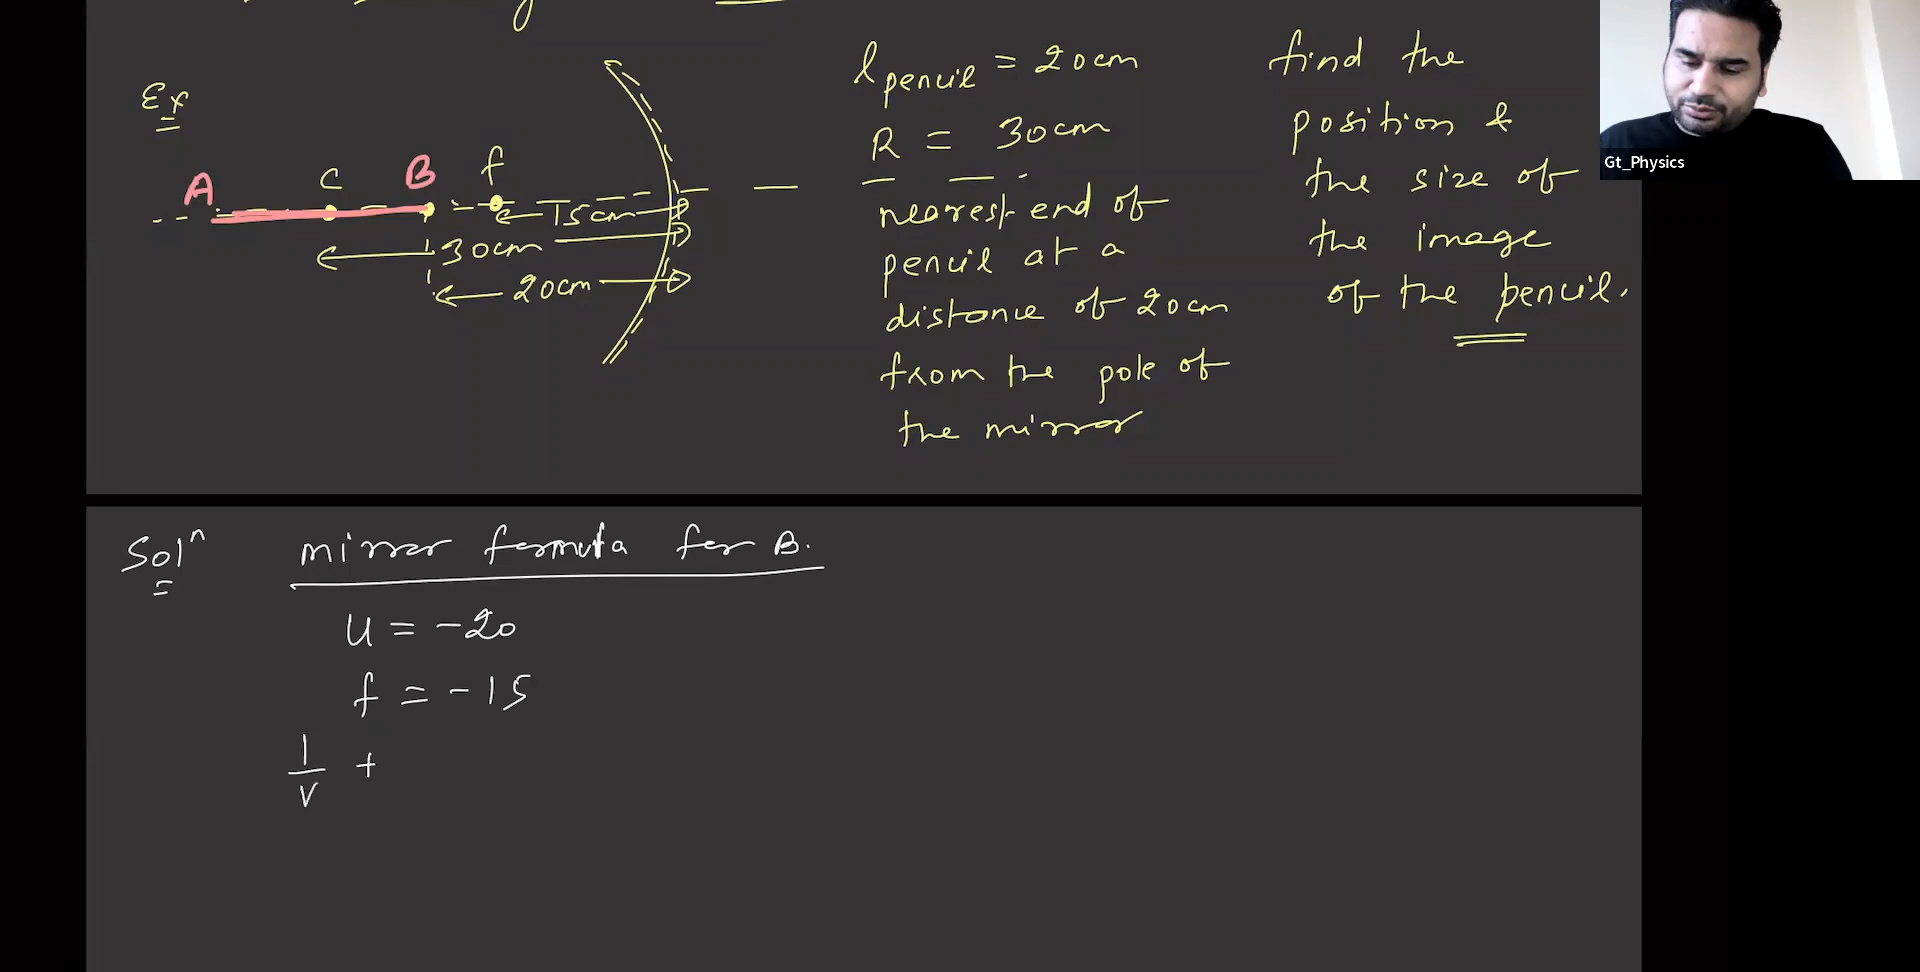 Ex
A
C
B
f
15cm
30cm
20cm
l pencil = 20cm
R = 30cm
nearest end of
pencil at a
distance of 20cm
from the pole of
the mirror
find the
position &
the size of
the image
of the pencil.
Gt_Physics
Solⁿ mirror formula for B.
u = -20
f = -15
1/v +